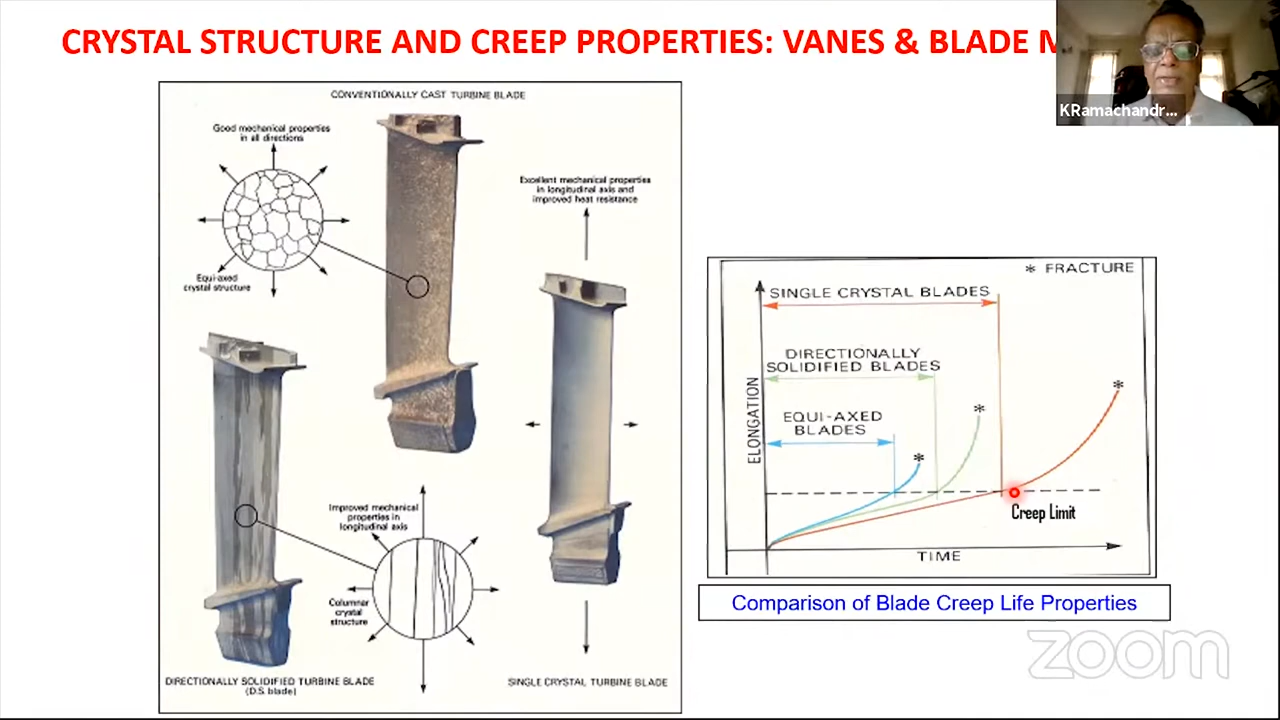 CRYSTAL STRUCTURE AND CREEP PROPERTIES: VANES & BLADE
KRamachandr...
CONVENTIONALLY CAST TURBINE BLADE
Good mechanical properties
in all directions
Equi-axed
crystal structure
Excellent mechanical properties
in longitudinal axis and
improved heat resistance
Improved mechanical
properties in
longitudinal axis
Columnar
crystal
structure
DIRECTIONALLY SOLIDIFIED TURBINE BLADE
(D.S. blade)
SINGLE CRYSTAL TURBINE BLADE
* FRACTURE
SINGLE CRYSTAL BLADES
DIRECTIONALLY
SOLIDIFIED BLADES
EQUI-AXED
BLADES
ELONGATION
Creep Limit
TIME
Comparison of Blade Creep Life Properties
zoom